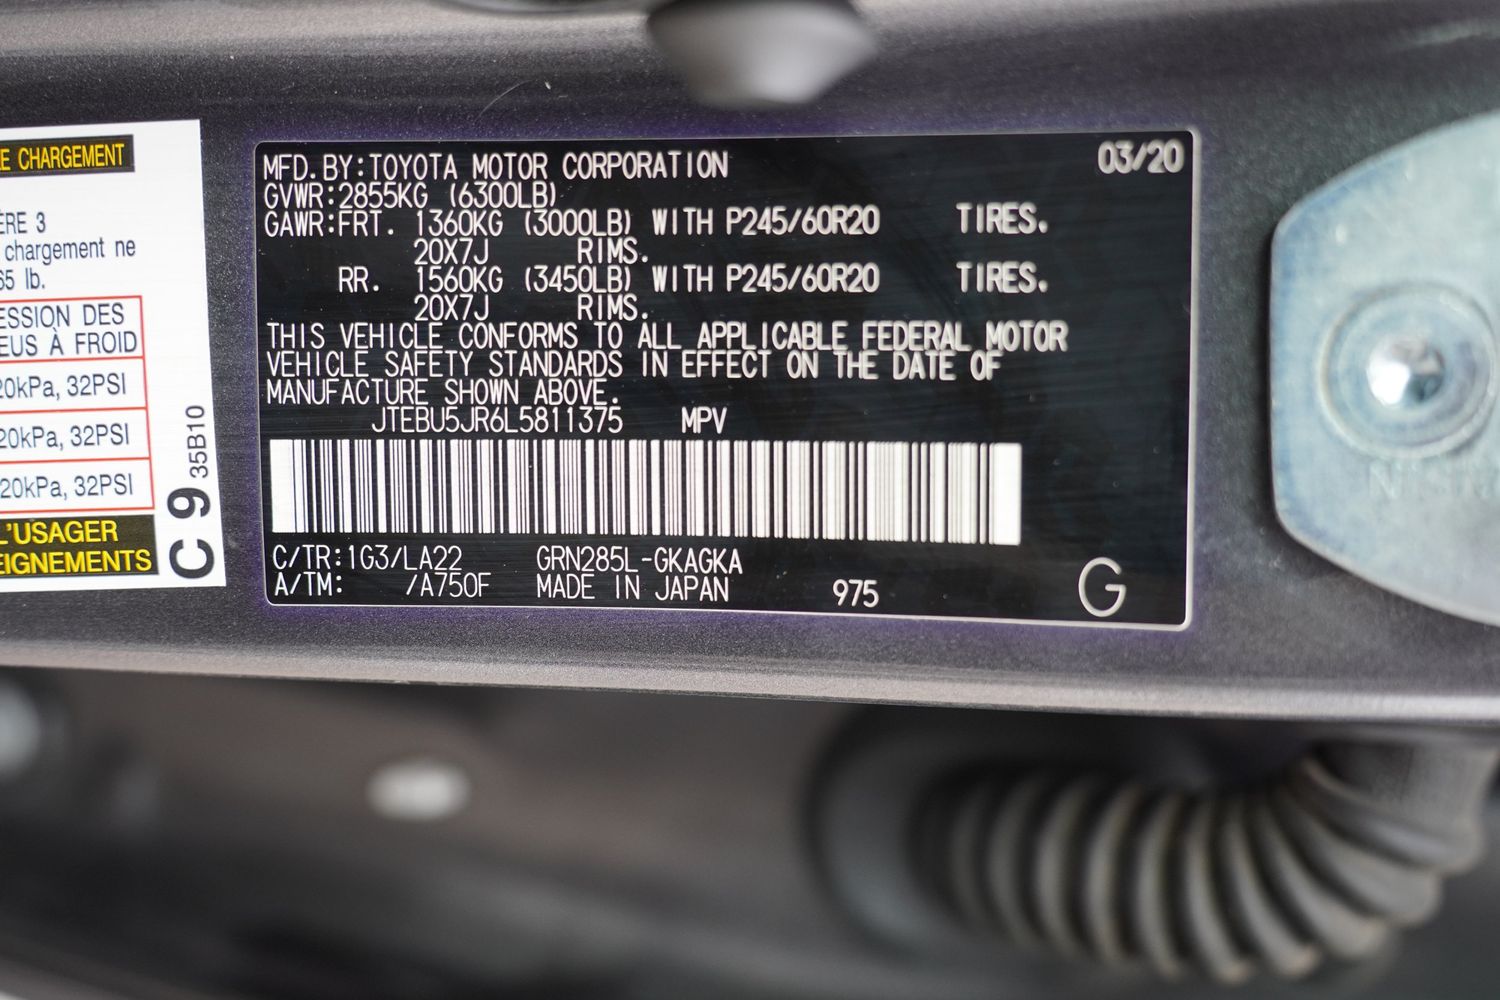 E CHARGEMENT
ÈRE 3
chargement ne
65 lb.
ESSION DES
EUS À FROID
20kPa, 32PSI
20kPa, 32PSI
20kPa, 32PSI
L'USAGER
EIGNEMENTS
C 9 35B10
MFD. BY: TOYOTA MOTOR CORPORATION 03/20
GVWR: 2855KG (6300LB)
GAWR: FRT. 1360KG (3000LB) WITH P245/60R20 TIRES.
20X7J RIMS.
RR. 1560KG (3450LB) WITH P245/60R20 TIRES.
20X7J RIMS.
THIS VEHICLE CONFORMS TO ALL APPLICABLE FEDERAL MOTOR
VEHICLE SAFETY STANDARDS IN EFFECT ON THE DATE OF
MANUFACTURE SHOWN ABOVE.
JTEBU5JR6L5811375 MPV
C/TR: 1G3/LA22 GRN285L-GKAGKA
A/TM: /A750F MADE IN JAPAN 975 G